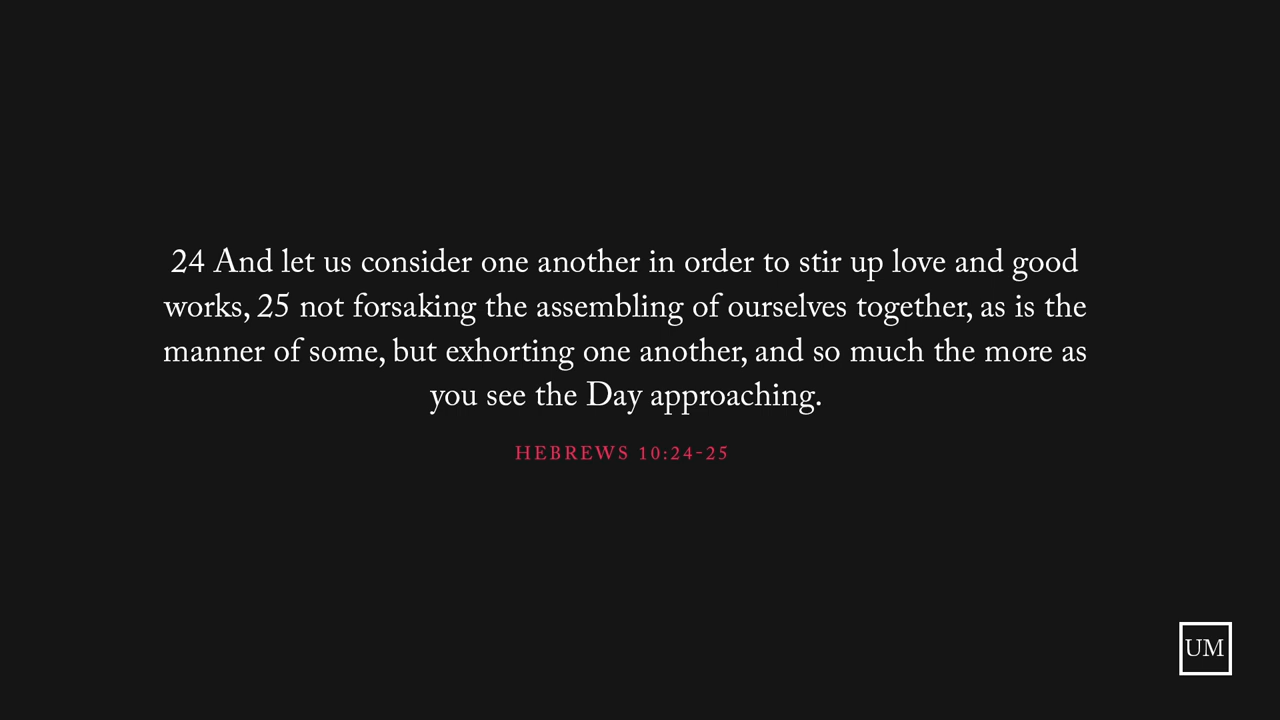 24 And let us consider one another in order to stir up love and good
works, 25 not forsaking the assembling of ourselves together, as is the
manner of some, but exhorting one another, and so much the more as
you see the Day approaching.
HEBREWS 10:24-25
UM